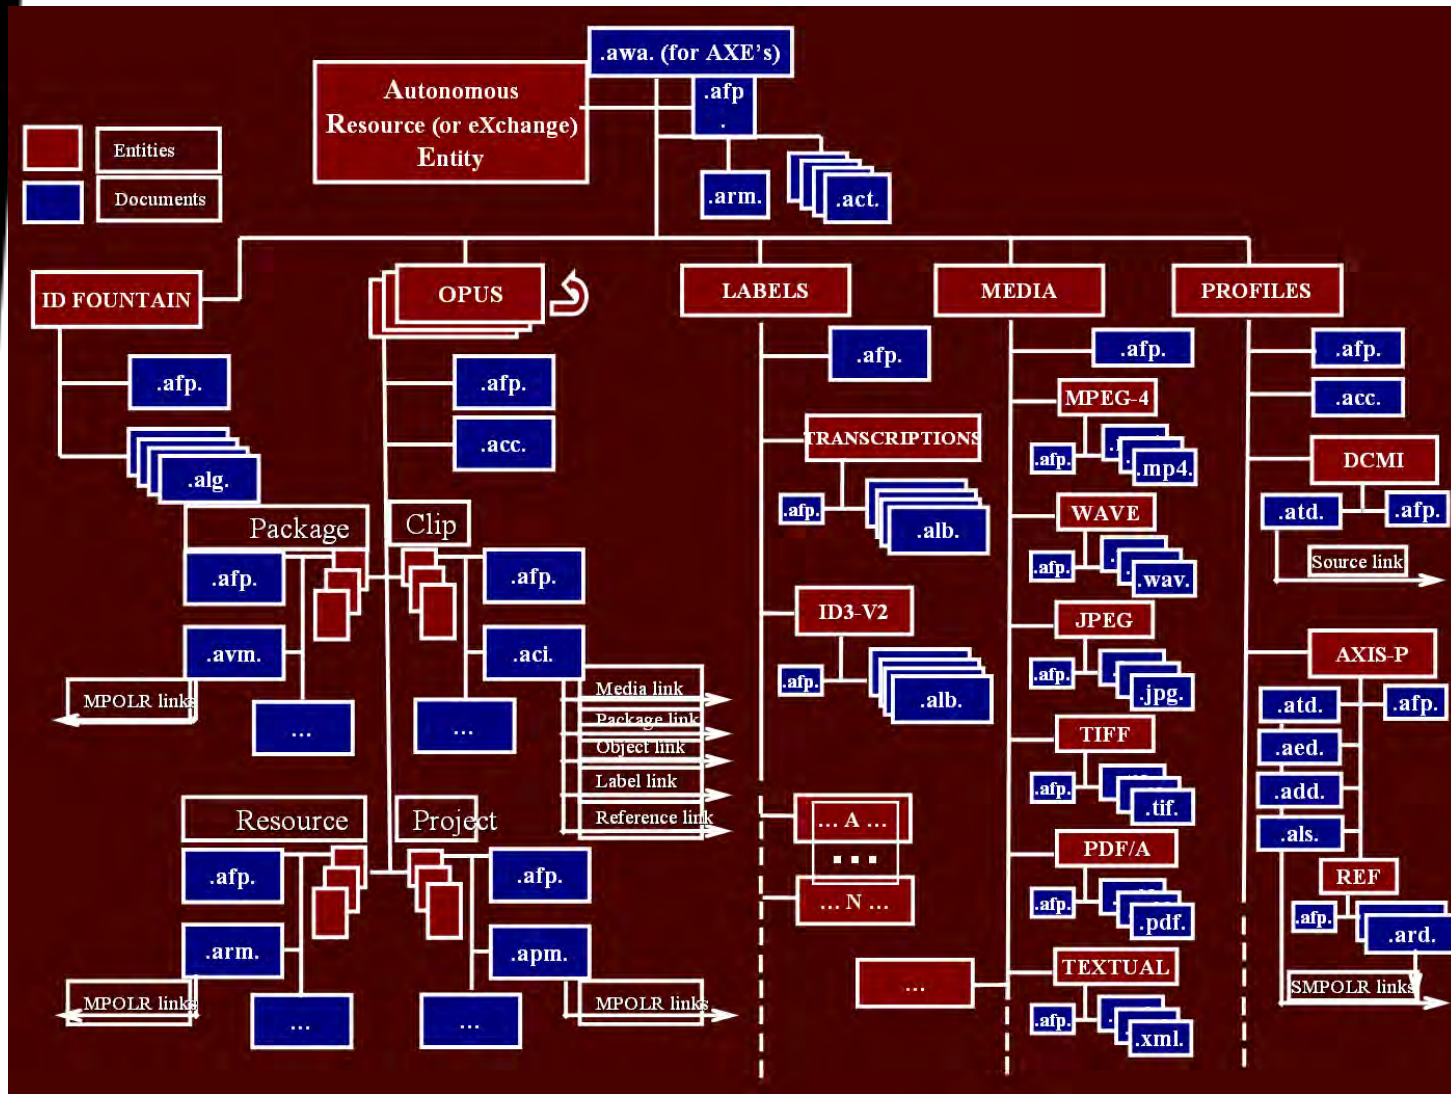 .awa. (for AXE's)
Autonomous
Resource (or eXchange)
Entity
.afp
.
Entities
Documents
.arm.
.act.
ID FOUNTAIN
OPUS
LABELS
MEDIA
PROFILES
.afp.
.alg.
.afp.
.acc.
Package
.afp.
.avm.
MPOLR links
...
Clip
.afp.
.aci.
...
Media link
Package link
Object link
Label link
Reference link
Resource
.afp.
.arm.
MPOLR links
...
Project
.afp.
.apm.
...
MPOLR links
.afp.
TRANSCRIPTIONS
.afp.
.alb.
ID3-V2
.afp.
.alb.
... A ...
...
... N ...
.afp.
MPEG-4
.afp.
.mp4.
WAVE
.afp.
.wav.
JPEG
.afp.
.jpg.
TIFF
.afp.
.tif.
PDF/A
.afp.
.pdf.
TEXTUAL
...
.afp.
.xml.
.afp.
.acc.
DCMI
.atd.
.afp.
Source link
AXIS-P
.atd.
.afp.
.aed.
.add.
.als.
REF
.afp.
.ard.
SMPOLR links